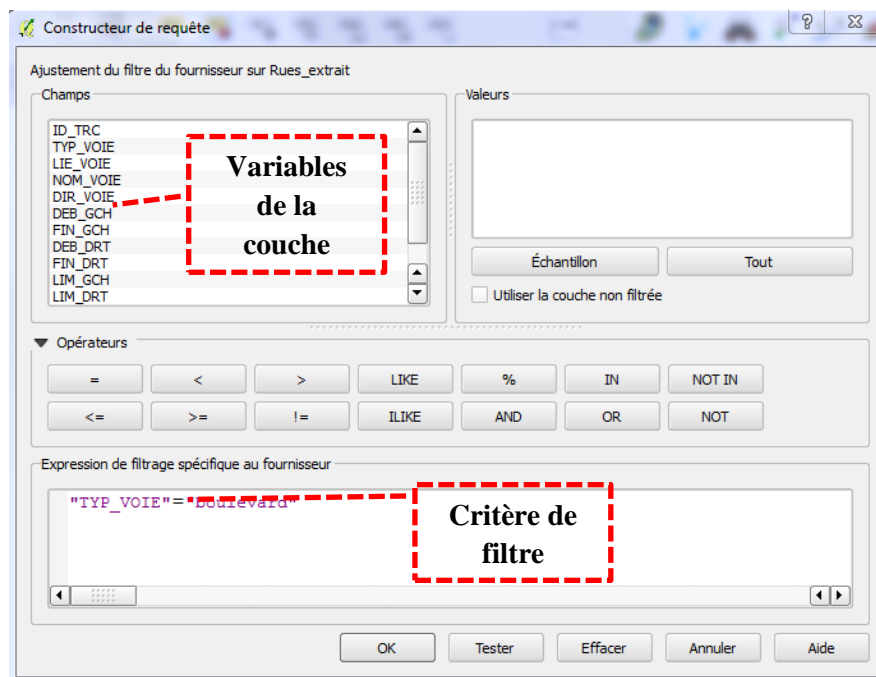 Constructeur de requête
Ajustement du filtre du fournisseur sur Rues_extrait
Champs
ID_TRC
TYP_VOIE
LIE_VOIE
NOM_VOIE
DIR_VOIE
DEB_GCH
FIN_GCH
DEB_DRT
FIN_DRT
LIM_GCH
LIM_DRT
Variables
de la
couche
Valeurs
Échantillon Tout
Utiliser la couche non filtrée
Opérateurs
= < > LIKE % IN NOT IN
<= >= != ILIKE AND OR NOT
Expression de filtrage spécifique au fournisseur
"TYP_VOIE"="boulevard"
Critère de
filtre
OK Tester Effacer Annuler Aide